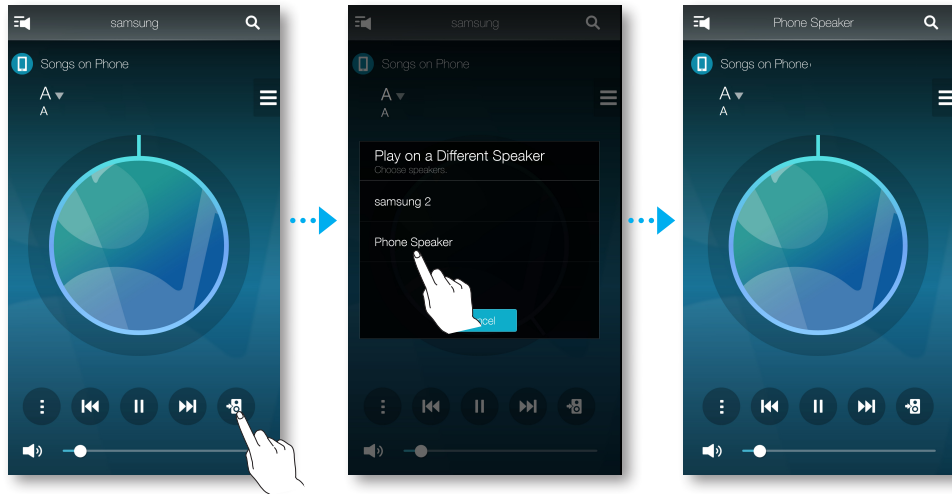 samsung
Songs on Phone
A
A
samsung
Songs on Phone
A
A
Play on a Different Speaker
Choose speakers.
samsung 2
Phone Speaker
ncel
Phone Speaker
Songs on Phone
A
A